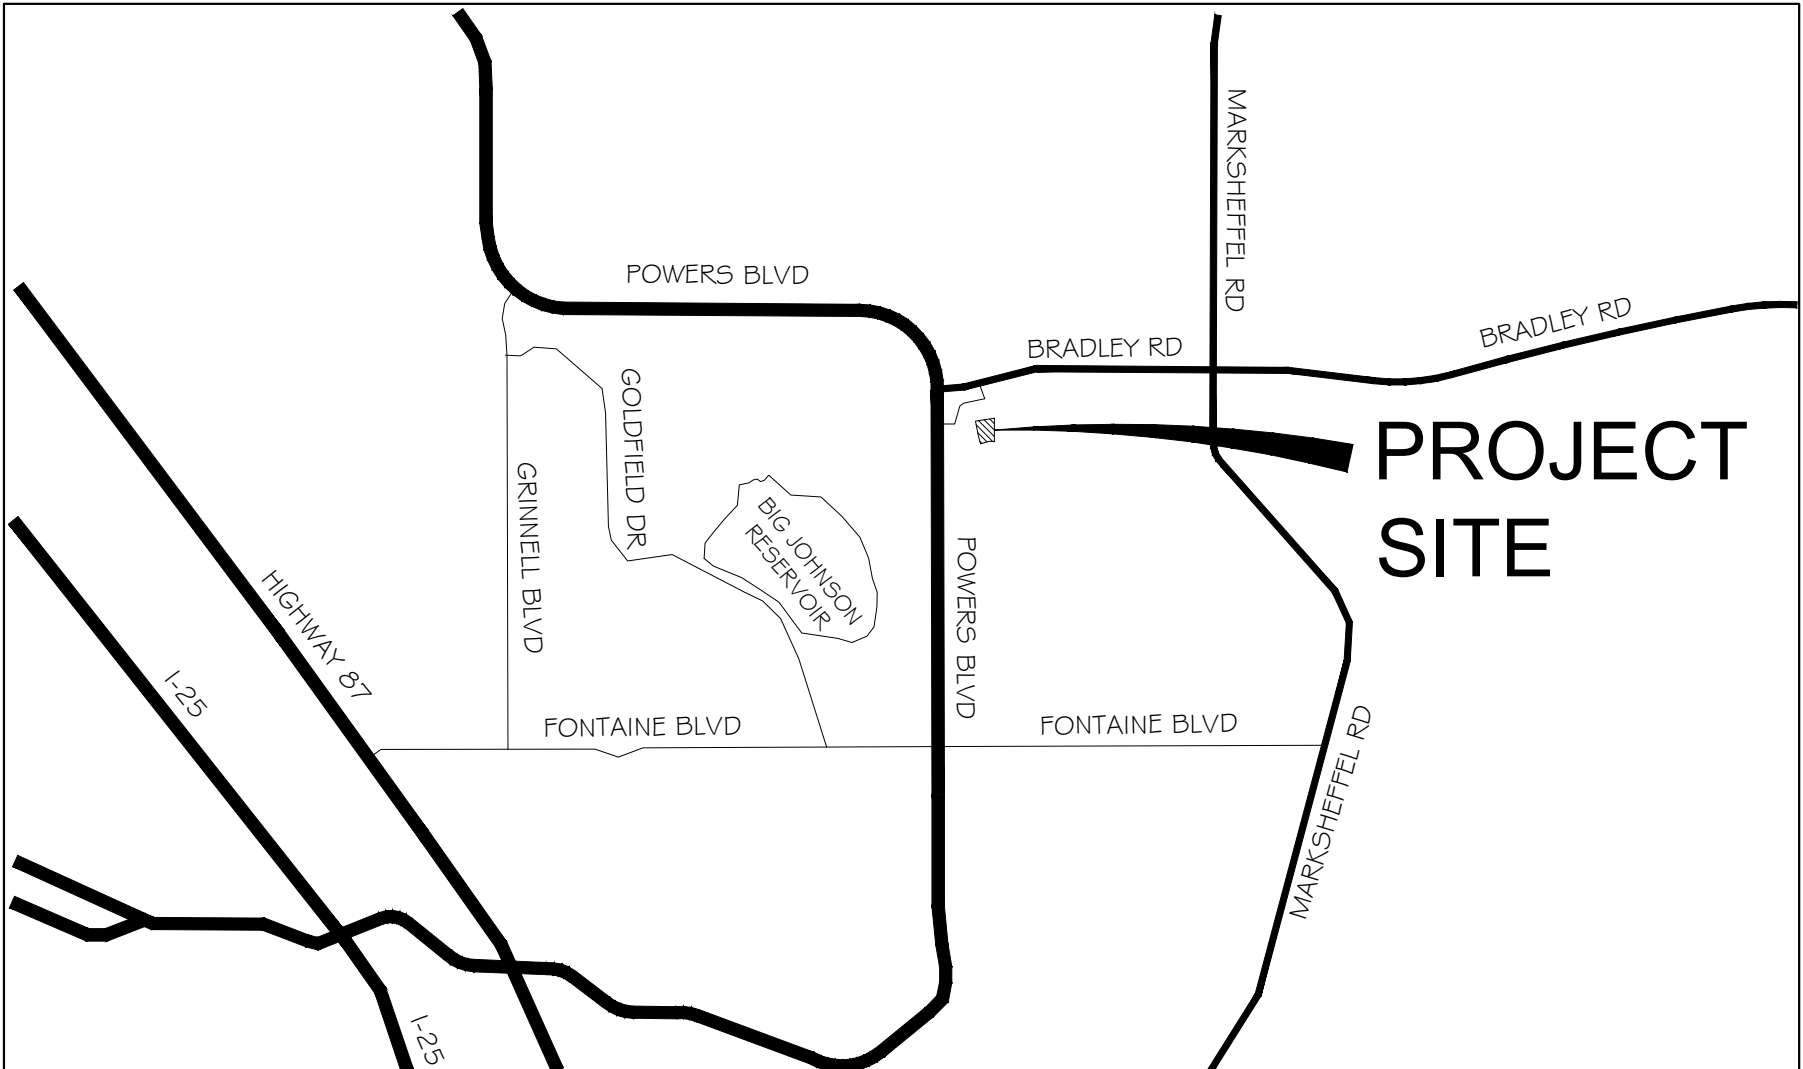 MARKSHEFFEL RD
POWERS BLVD
BRADLEY RD
BRADLEY RD
GOLDFIELD DR
PROJECT
SITE
GRINNELL BLVD
BIG JOHNSON
RESERVOIR
POWERS BLVD
HIGHWAY 87
I-25
FONTAINE BLVD
FONTAINE BLVD
MARKSHEFFEL RD
I-25